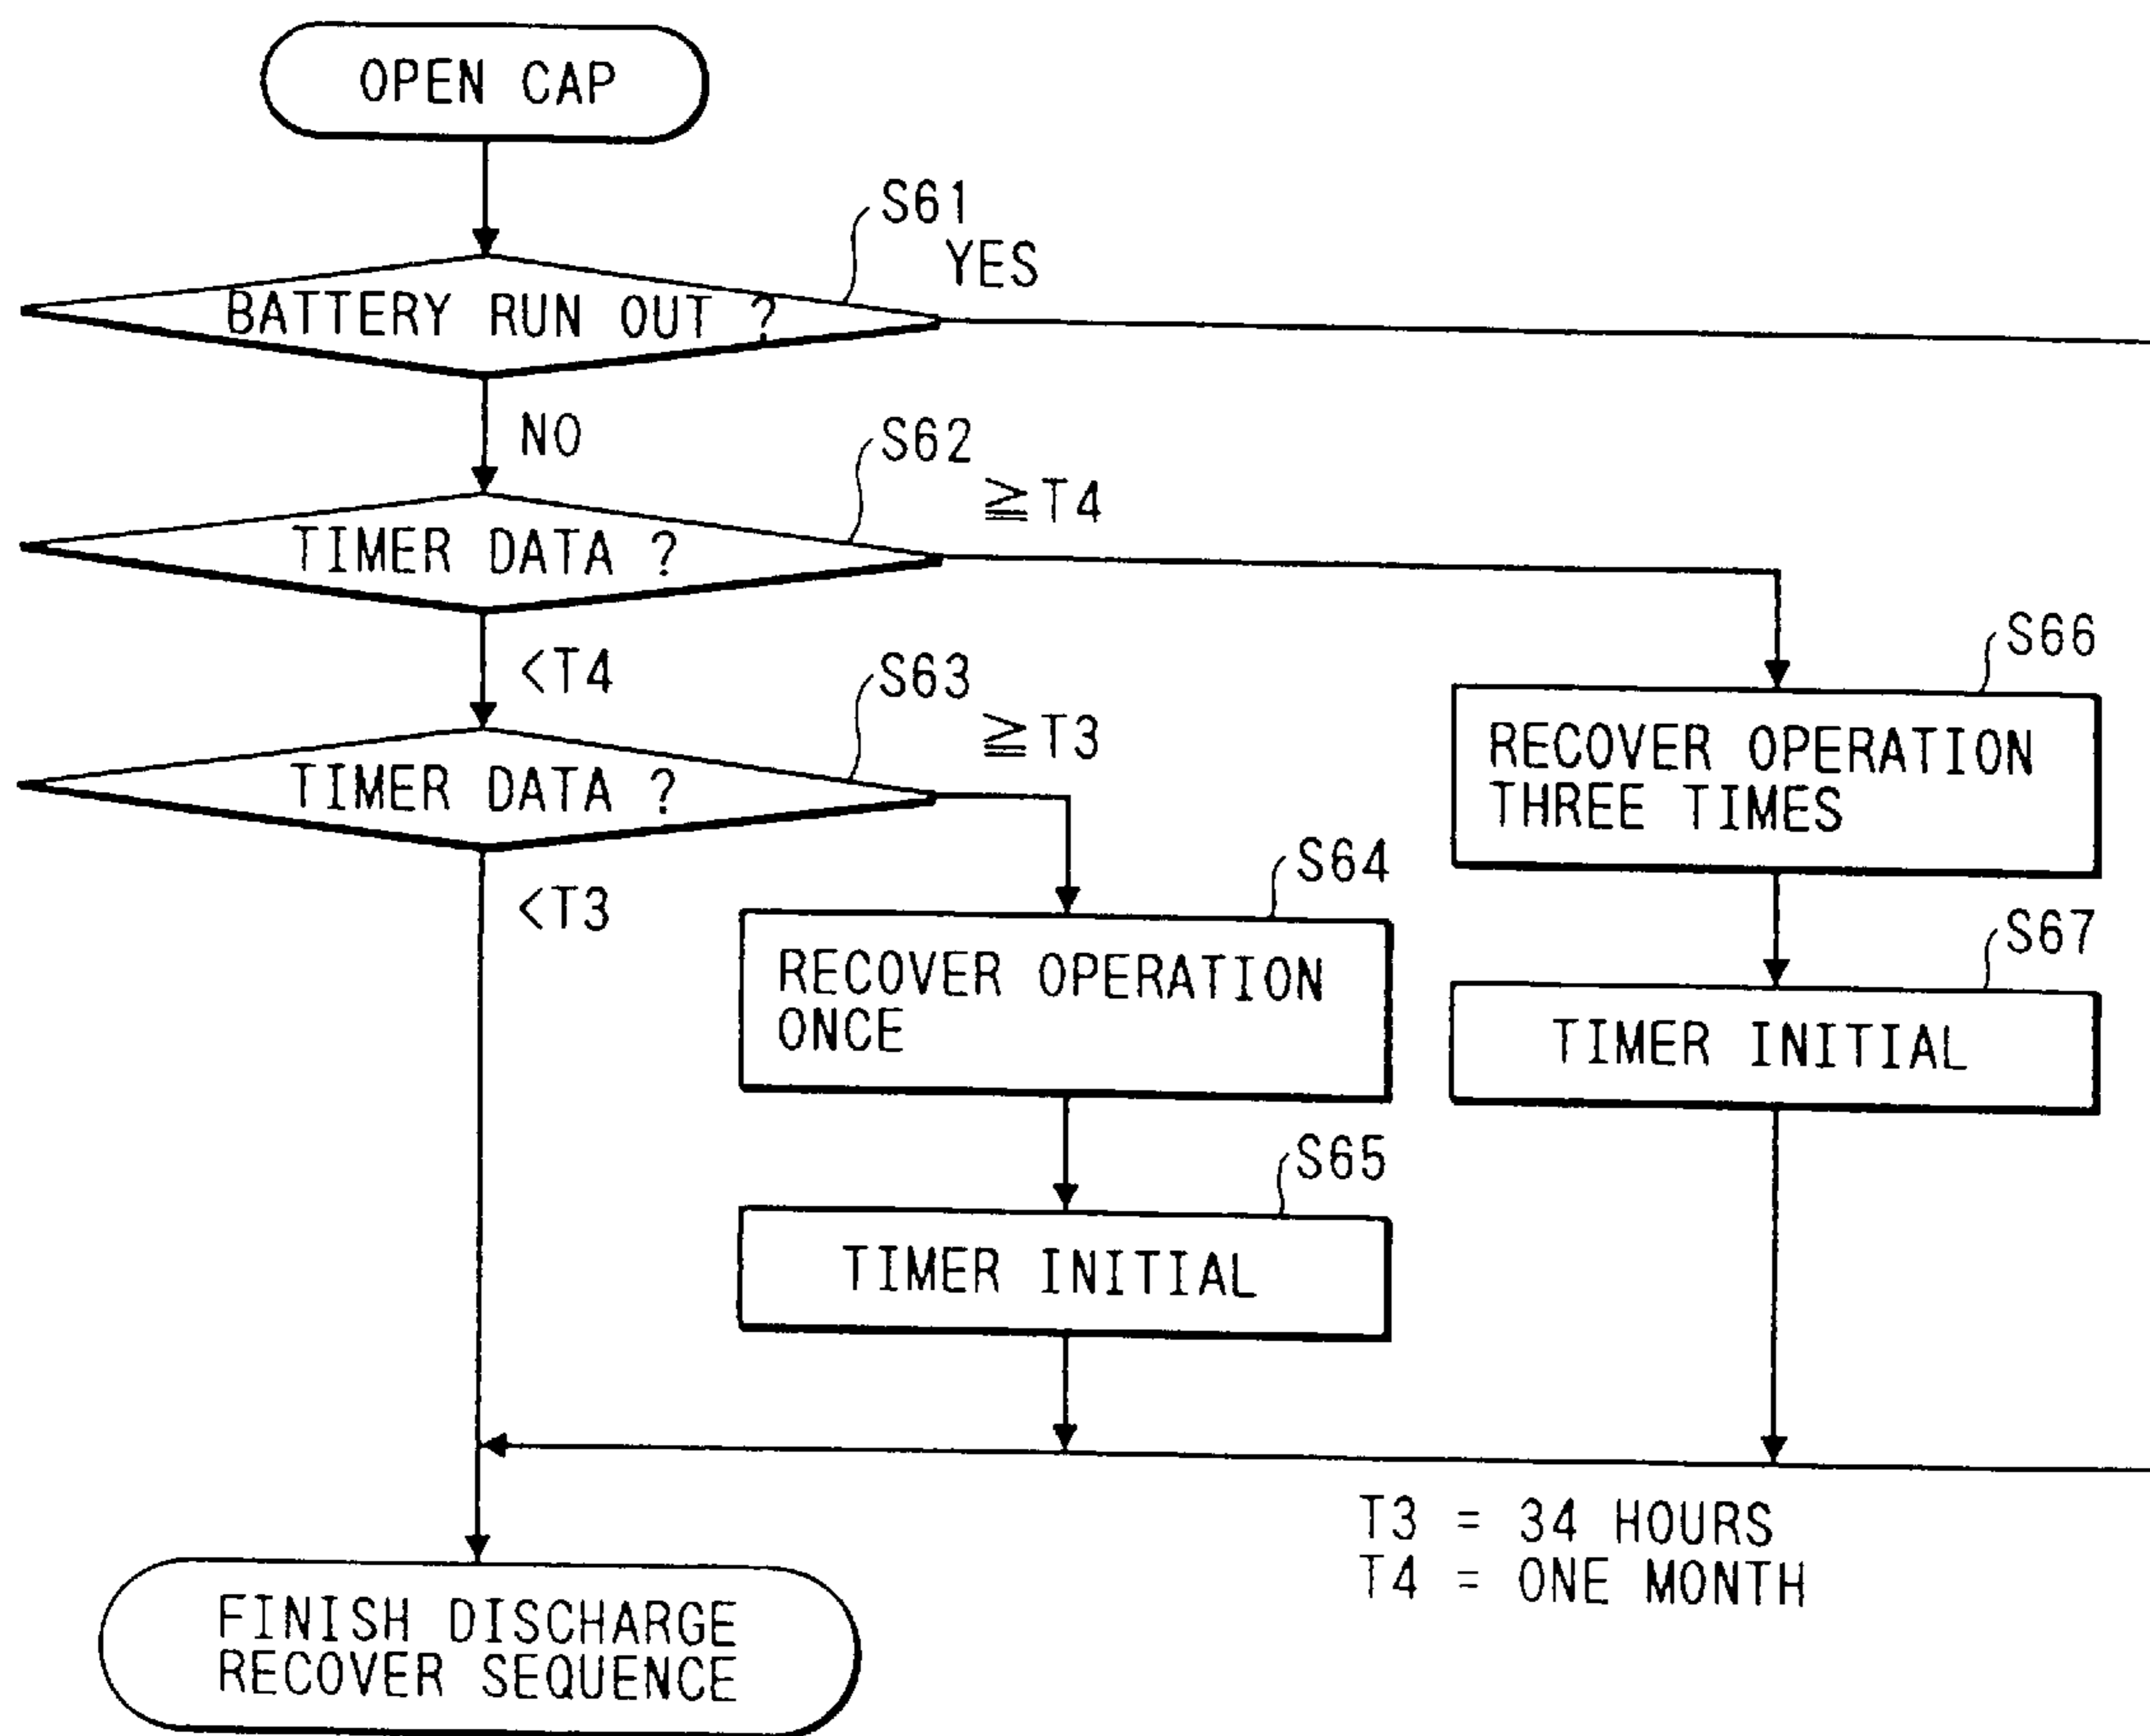 OPEN CAP
S61
YES
BATTERY RUN OUT ?
NO
S62
≧T4
TIMER DATA ?
<T4
S63
≧T3
TIMER DATA ?
<T3
S66
RECOVER OPERATION
THREE TIMES
S64
RECOVER OPERATION
ONCE
S67
TIMER INITIAL
S65
TIMER INITIAL
T3 = 34 HOURS
T4 = ONE MONTH
FINISH DISCHARGE
RECOVER SEQUENCE